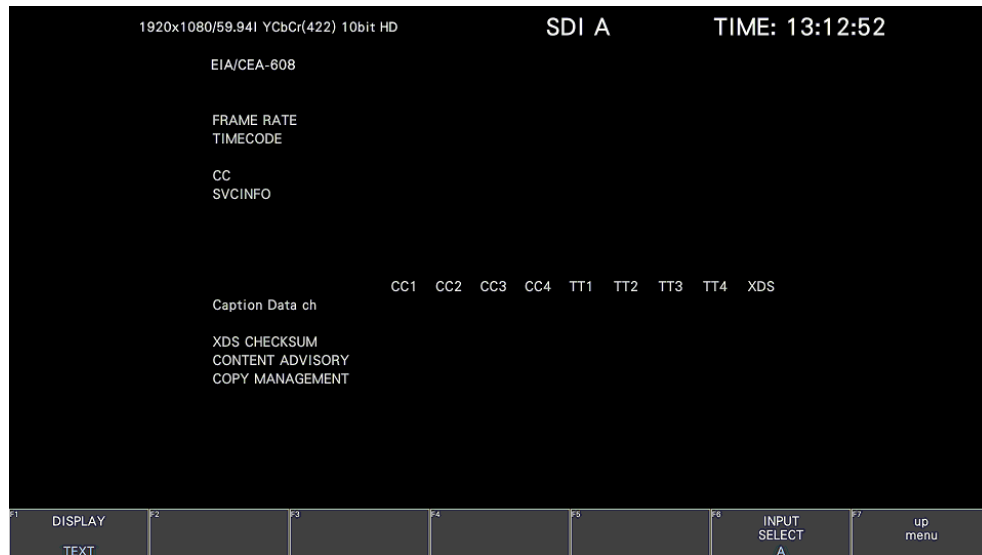 1920x1080/59.94I YCbCr(422) 10bit HD SDI A TIME: 13:12:52
EIA/CEA-608
FRAME RATE
TIMECODE
CC
SVCINFO
CC1 CC2 CC3 CC4 TT1 TT2 TT3 TT4 XDS
Caption Data ch
XDS CHECKSUM
CONTENT ADVISORY
COPY MANAGEMENT
F1 DISPLAY F2 F3 F4 F5 F6 INPUT F7 up
SELECT menu
TEXT A